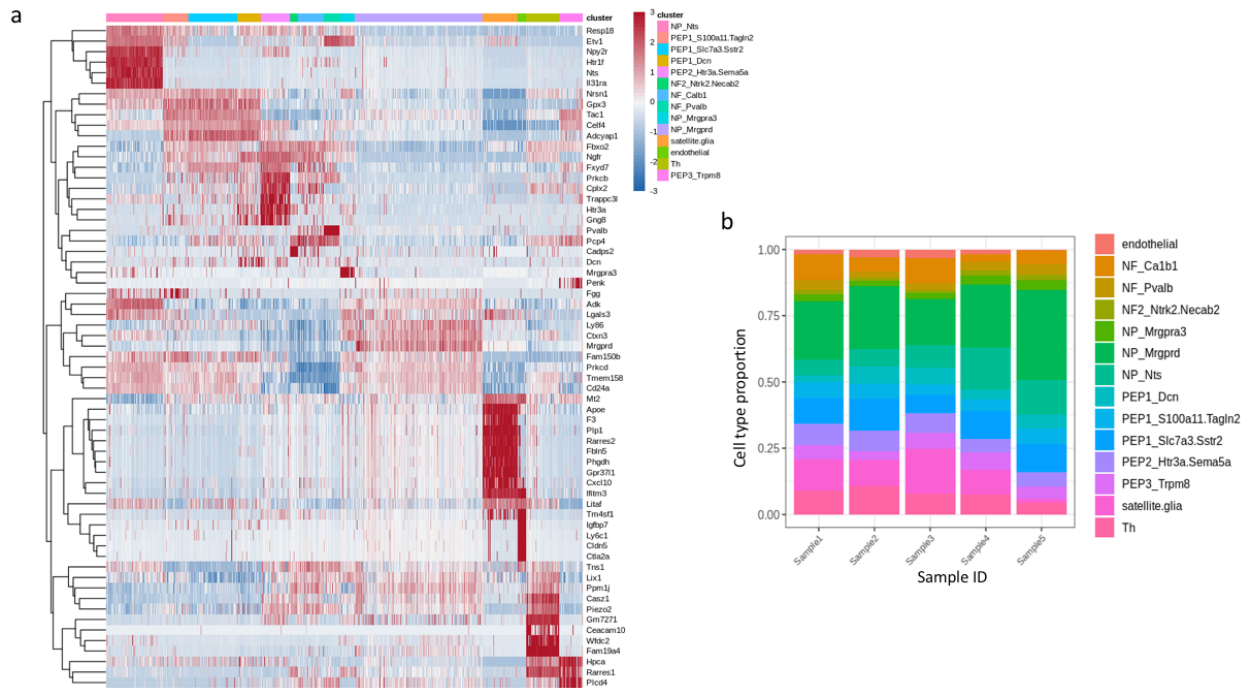 a
cluster
Resp18
Etv1
Npy2r
Htr1f
Nts
Il31ra
Nrsn1
Gpx3
Tac1
Celf4
Adcyap1
Fbxo2
Ngfr
Fxyd7
Prkcb
Cplx2
Trappc3l
Htr3a
Gng8
Pvalb
Pcp4
Cadps2
Dcn
Mrgpra3
Penk
Fgg
Adk
Lgals3
Ly86
Ctxn3
Mrgprd
Fam150b
Prkcd
Tmem158
Cd24a
Mt2
Apoe
F3
Plp1
Rarres2
Fbln5
Phgdh
Gpr37l1
Cxcl10
Ifitm3
Litaf
Tm4sf1
Igfbp7
Ly6c1
Cldn5
Ctla2a
Tns1
Lix1
Ppm1j
Casz1
Piezo2
Gm7271
Ceacam10
Wfdc2
Fam19a4
Hpca
Rarres1
Plcd4
3
2
1
0
-1
-2
-3
cluster
NP_Nts
PEP1_S100a11.Tagln2
PEP1_Slc7a3.Sstr2
PEP1_Dcn
PEP2_Htr3a.Sema5a
NF2_Ntrk2.Necab2
NF_Calb1
NF_Pvalb
NP_Mrgpra3
NP_Mrgprd
satellite.glia
endothelial
Th
PEP3_Trpm8
b
Cell type proportion
1.00
0.75
0.50
0.25
0.00
Sample1
Sample2
Sample3
Sample4
Sample5
Sample ID
endothelial
NF_Ca1b1
NF_Pvalb
NF2_Ntrk2.Necab2
NP_Mrgpra3
NP_Mrgprd
NP_Nts
PEP1_Dcn
PEP1_S100a11.Tagln2
PEP1_Slc7a3.Sstr2
PEP2_Htr3a.Sema5a
PEP3_Trpm8
satellite.glia
Th